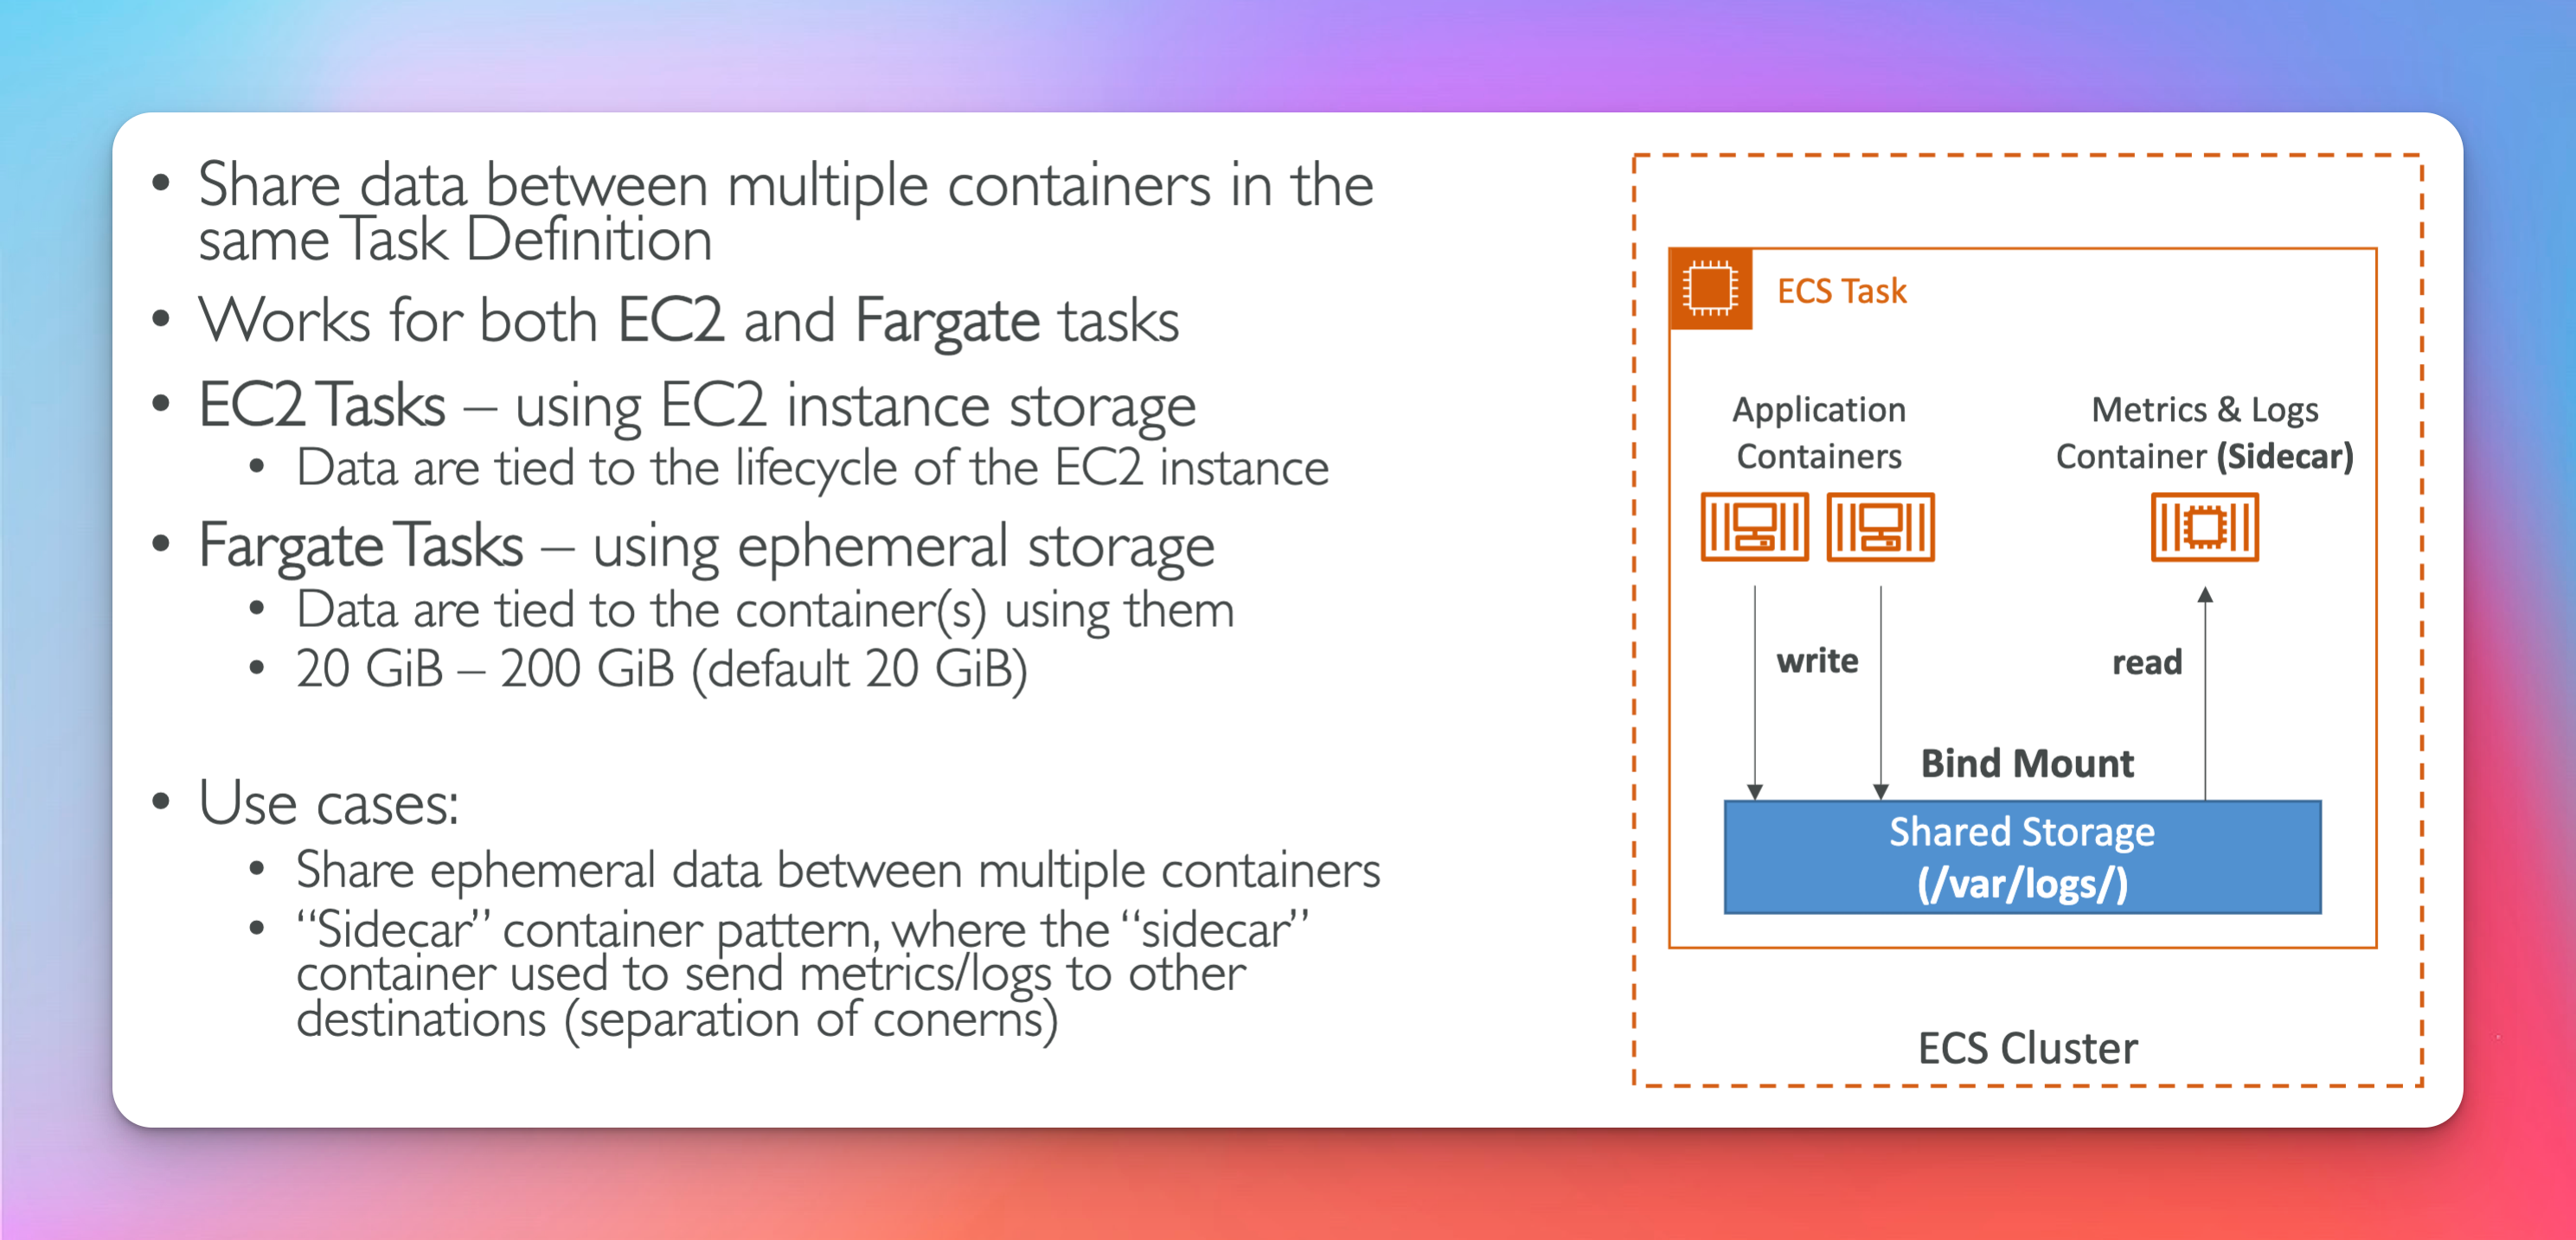 • Share data between multiple containers in the
same Task Definition
• Works for both EC2 and Fargate tasks
• EC2 Tasks – using EC2 instance storage
• Data are tied to the lifecycle of the EC2 instance
• Fargate Tasks – using ephemeral storage
• Data are tied to the container(s) using them
• 20 GiB – 200 GiB (default 20 GiB)
• Use cases:
• Share ephemeral data between multiple containers
• “Sidecar” container pattern, where the “sidecar”
container used to send metrics/logs to other
destinations (separation of conerns)
ECS Task
Application
Containers
Metrics & Logs
Container (Sidecar)
write
read
Bind Mount
Shared Storage
(/var/logs/)
ECS Cluster